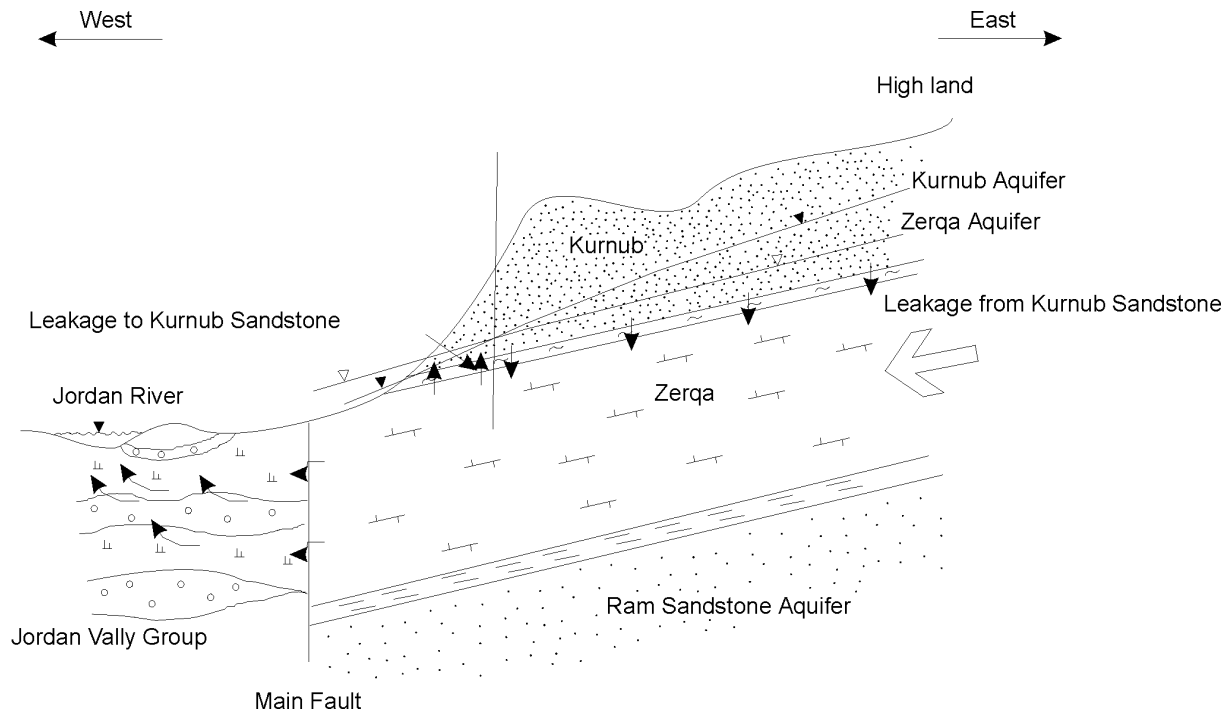 West
East
High land
Kurnub Aquifer
Zerqa Aquifer
Kurnub
Leakage from Kurnub Sandstone
Leakage to Kurnub Sandstone
Zerqa
Jordan River
Ram Sandstone Aquifer
Jordan Vally Group
Main Fault